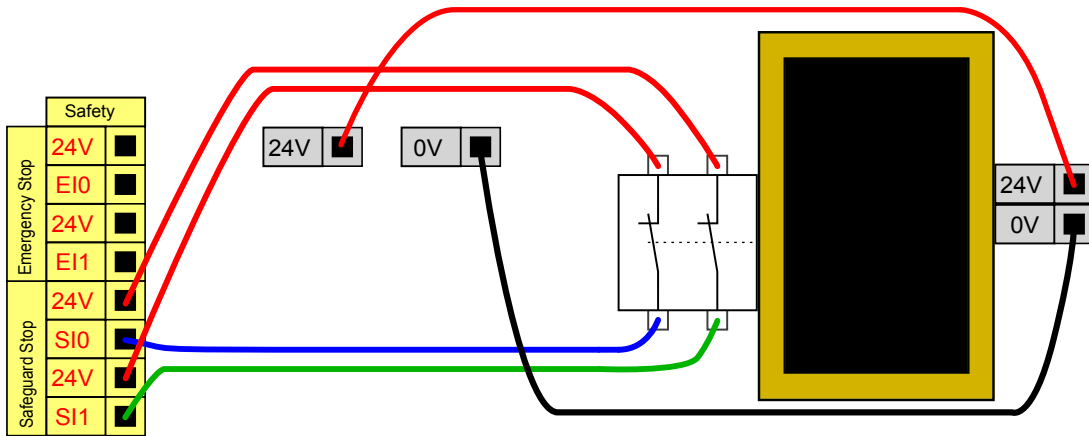 Safety
Emergency Stop
24V
EI0
24V
EI1
Safeguard Stop
24V
SI0
24V
SI1
24V
0V
24V
0V